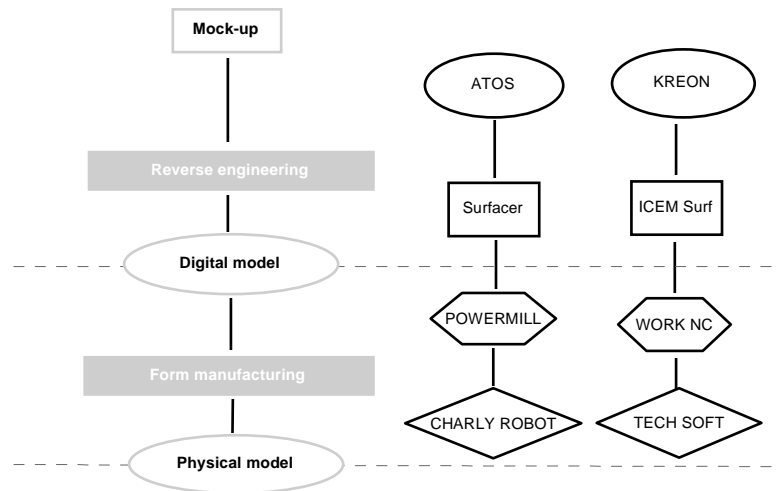 Mock-up
ATOS
KREON
Reverse engineering
Surfacer
ICEM Surf
Digital model
POWERMILL
WORK NC
Form manufacturing
CHARLY ROBOT
TECH SOFT
Physical model